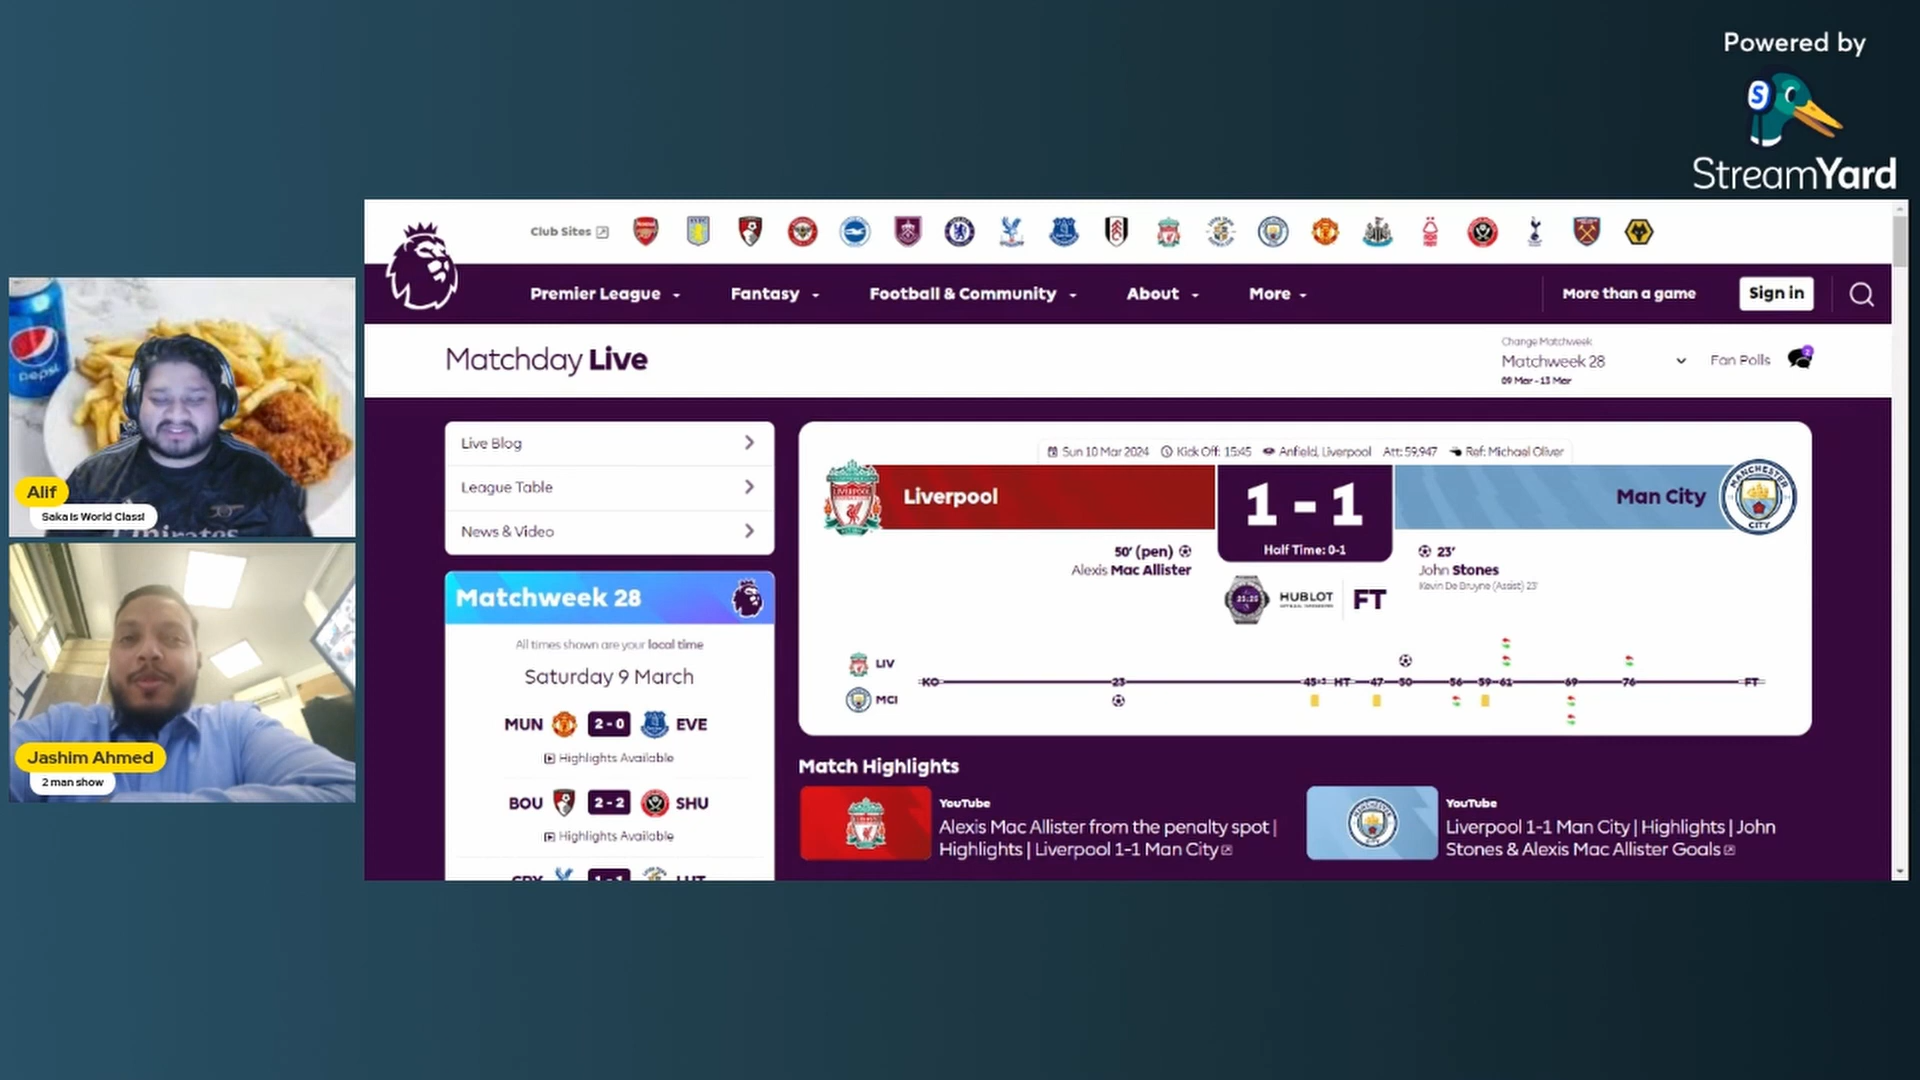 Powered by
StreamYard
Club Sites
Premier League
Fantasy
Football & Community
About
More
More than a game
Sign in
Matchday Live
Change Matchweek
Matchweek 28
09 Mar - 13 Mar
Fan Polls
pepsi
Alif
Saka is World Class!
Emirates
Jashim Ahmed
2 man show
Live Blog
League Table
News & Video
Matchweek 28
All times shown are your local time
Saturday 9 March
MUN 2 - 0 EVE
Highlights Available
BOU 2 - 2 SHU
Highlights Available
CRY 1 - 1 LUT
Sun 10 Mar 2024 Kick Off: 15:45 Anfield, Liverpool Att: 59,947 Ref: Michael Oliver
Liverpool 1 - 1 Man City
Half Time: 0-1
50' (pen)
Alexis Mac Allister
23'
John Stones
Kevin De Bruyne (Assist) 23'
HUBLOT FT
LIV
KO 23 45+2 HT 47 50 56 59 61 69 76 FT
MCI
Match Highlights
YouTube
Alexis Mac Allister from the penalty spot |
Highlights | Liverpool 1-1 Man City
YouTube
Liverpool 1-1 Man City | Highlights | John
Stones & Alexis Mac Allister Goals